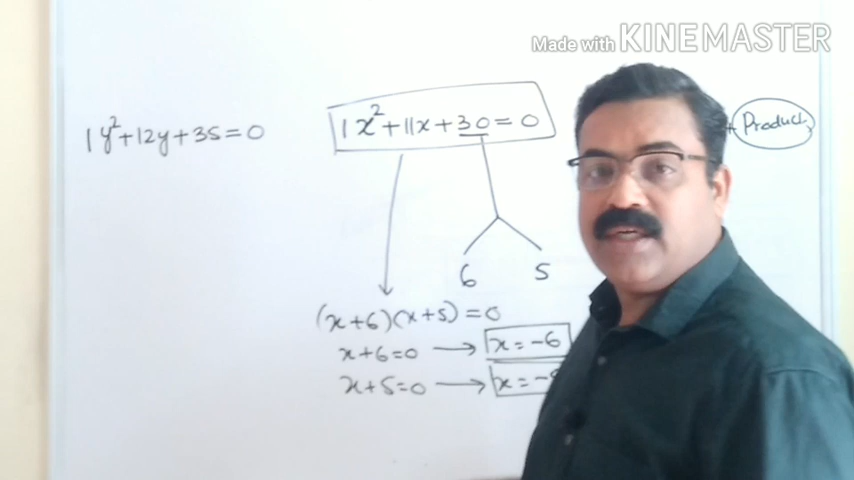 Made with KINEMASTER
1y²+12y+35=0
1x²+11x+30=0
+ Product
6 5
(x+6)(x+5)=0
x+6=0 → x=-6
x+5=0 → x=-5